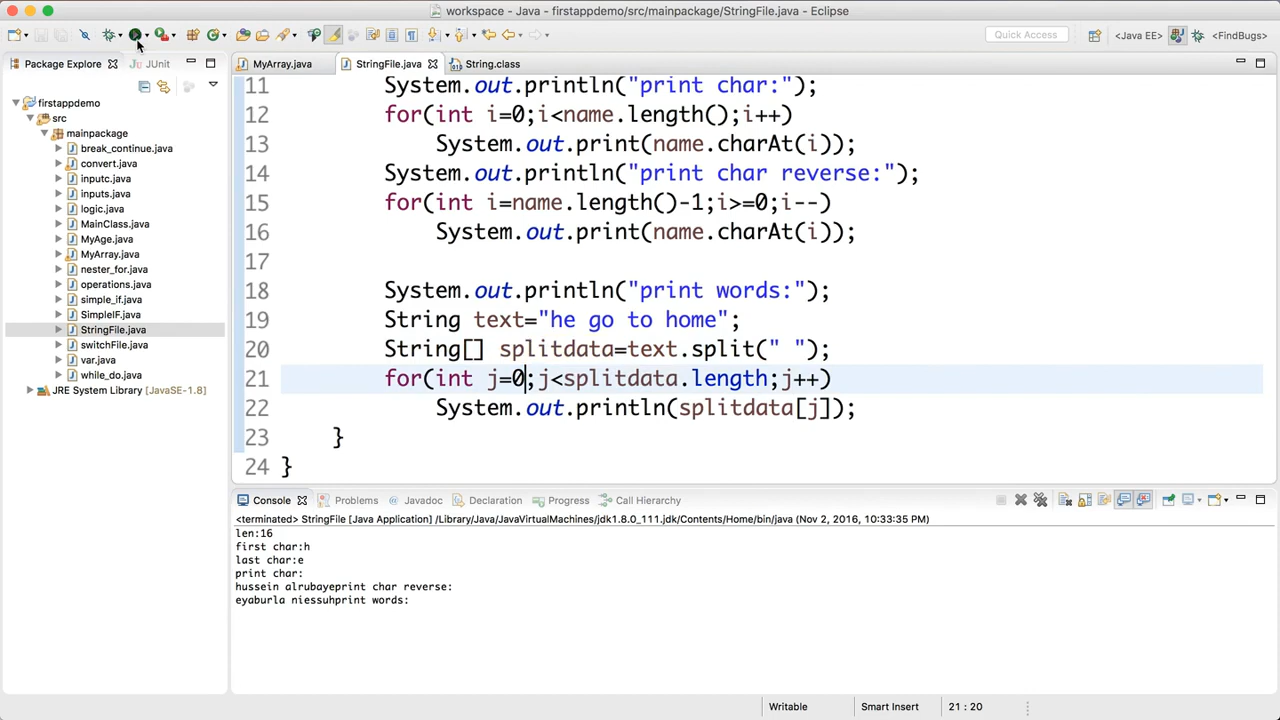 workspace - Java - firstappdemo/src/mainpackage/StringFile.java - Eclipse
Quick Access
<Java EE>
<FindBugs>
Package Explorer
JUnit
MyArray.java
StringFile.java
String.class
firstappdemo
src
mainpackage
break_continue.java
convert.java
inputc.java
inputs.java
logic.java
MainClass.java
MyAge.java
MyArray.java
nester_for.java
operations.java
simple_if.java
SimpleIF.java
StringFile.java
switchFile.java
var.java
while_do.java
JRE System Library [JavaSE-1.8]
11 System.out.println("print char:");
12 for(int i=0;i<name.length();i++)
13 System.out.print(name.charAt(i));
14 System.out.println("print char reverse:");
15 for(int i=name.length()-1;i>=0;i--)
16 System.out.print(name.charAt(i));
17
18 System.out.println("print words:");
19 String text="he go to home";
20 String[] splitdata=text.split(" ");
21 for(int j=0;j<splitdata.length;j++)
22 System.out.println(splitdata[j]);
23 }
24 }
Console
Problems
Javadoc
Declaration
Progress
Call Hierarchy
<terminated> StringFile [Java Application] /Library/Java/JavaVirtualMachines/jdk1.8.0_111.jdk/Contents/Home/bin/java (Nov 2, 2016, 10:33:35 PM)
len:16
first char:h
last char:e
print char:
hussein alrubayeprint char reverse:
eyaburla niessuhprint words:
Writable
Smart Insert
21 : 20